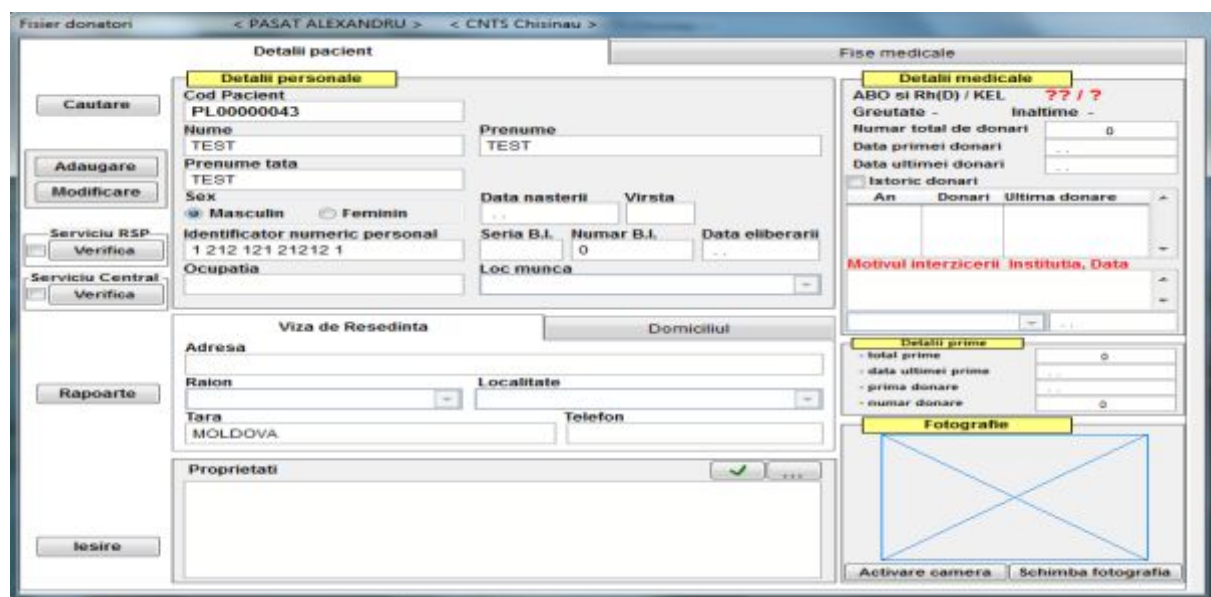 Fisier donatori < PASAT ALEXANDRU > < CNTS Chisinau >
Detalii pacient Fise medicale
Cautare
Adaugare
Modificare
Serviciu RSP
Verifica
Serviciu Central
Verifica
Rapoarte
Iesire
Detalii personale
Cod Pacient
PL00000043
Nume Prenume
TEST TEST
Prenume tata
TEST
Sex Data nasterii Virsta
Masculin Feminin . .
Identificator numeric personal Seria B.I. Numar B.I. Data eliberarii
1 212 121 21212 1 0 . .
Ocupatia Loc munca
Viza de Resedinta Domiciliul
Adresa
Raion Localitate
Tara Telefon
MOLDOVA
Proprietati ...
Detalii medicale
ABO si Rh(D) / KEL ?? / ?
Greutate - Inaltime -
Numar total de donari 0
Data primei donari . .
Data ultimei donari . .
Istoric donari
An Donari Ultima donare
Motivul interzicerii Institutia, Data
. .
Detalii prime
- total prime 0
- data ultimei prime . .
- prima donare . .
- numar donare 0
Fotografie
Activare camera Schimba fotografia